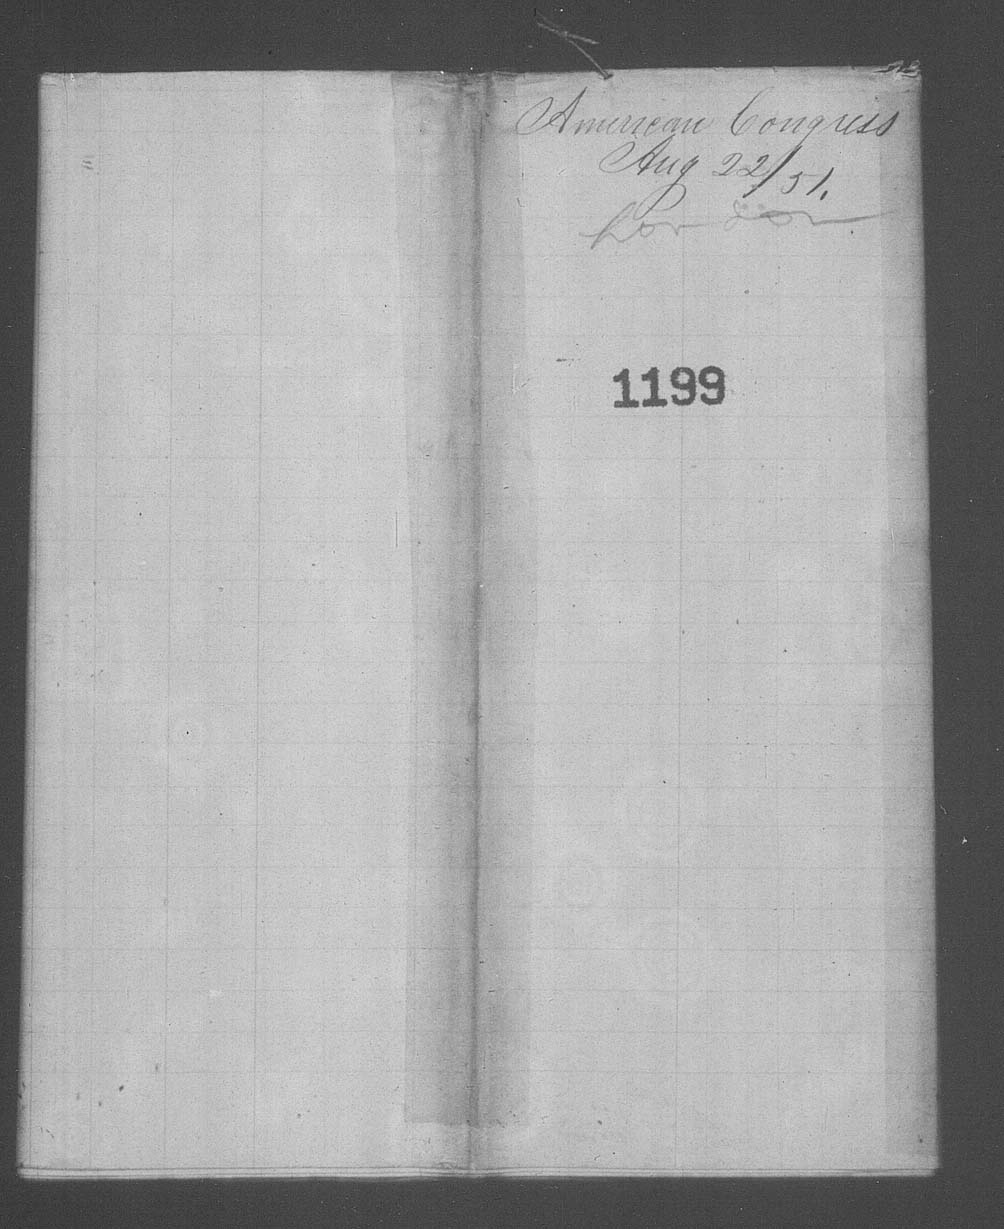 American Congress
Aug 22/51.
London
1199